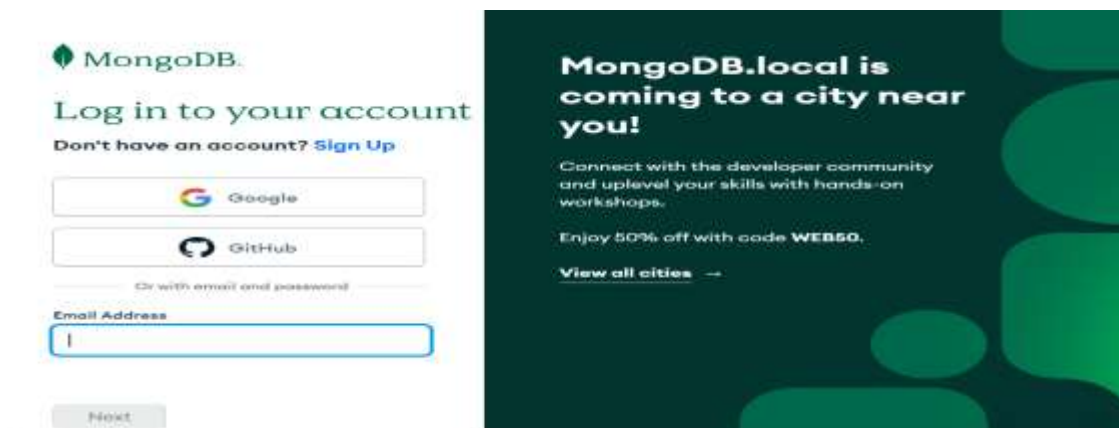 MongoDB.
Log in to your account
Don't have an account? Sign Up
Google
GitHub
Or with email and password
Email Address
Next
MongoDB.local is
coming to a city near
you!
Connect with the developer community
and uplevel your skills with hands-on
workshops.
Enjoy 50% off with code WEB50.
View all cities →